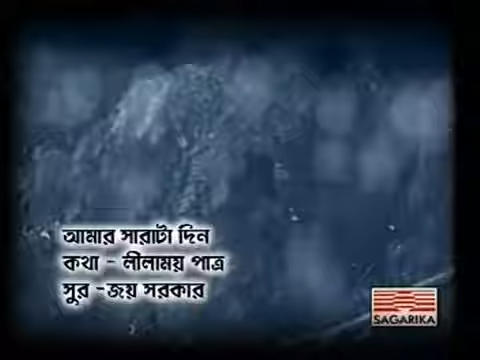 আমার সারাটা দিন
কথা - লীলাময় পাত্র
সুর -জয় সরকার
SAGARIKA